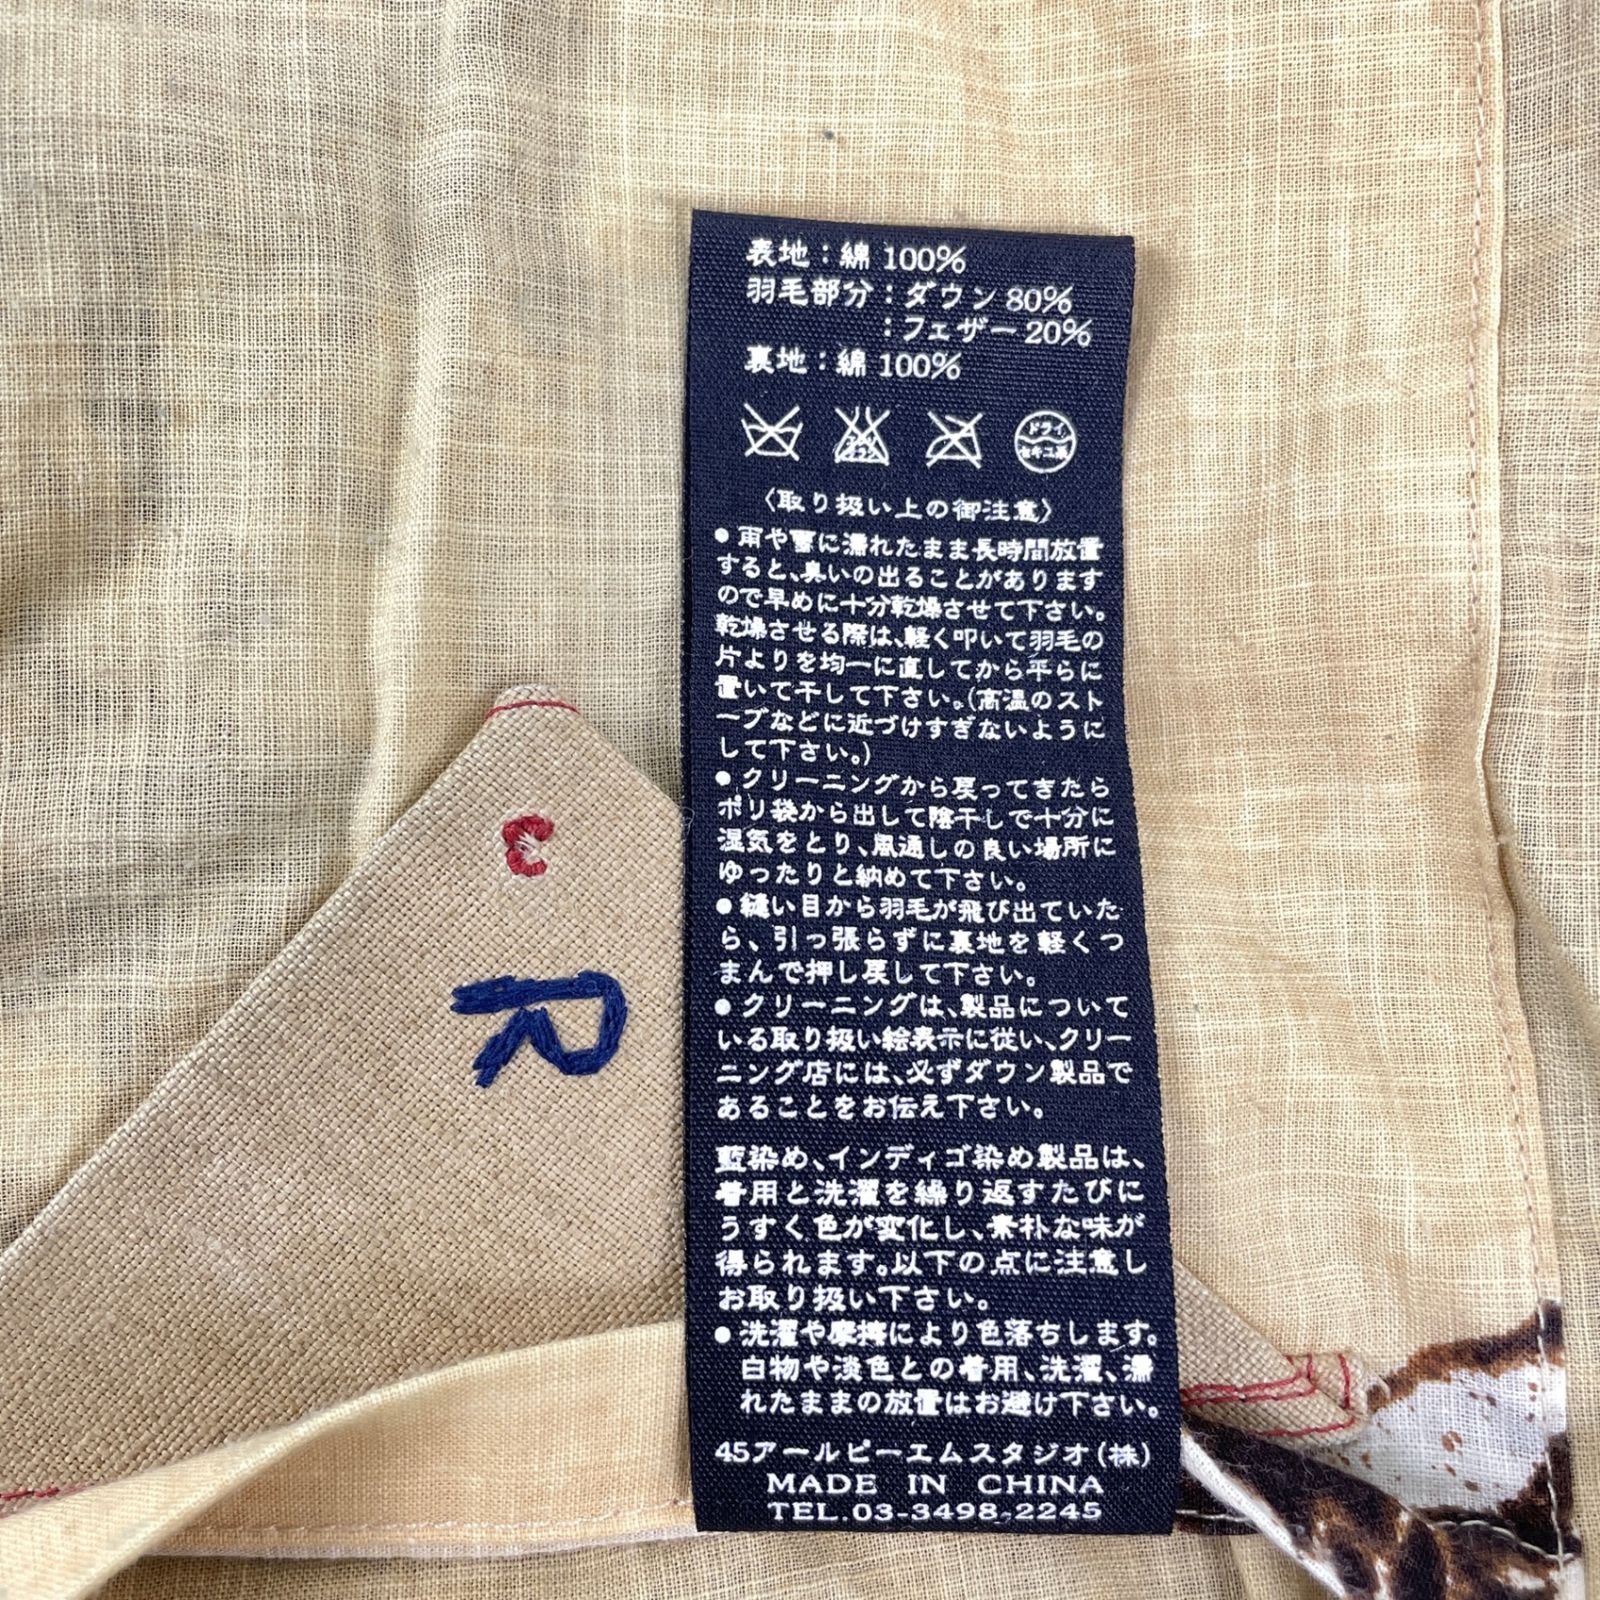 表地：綿 100%
羽毛部分：ダウン 80%
：フェザー 20%
裏地：綿 100%
ドライ
セキユ系
〈取り扱い上の御注意〉
●雨や雪に濡れたまま長時間放置
すると、臭いの出ることがあります
ので早めに十分乾燥させて下さい。
乾燥させる際は、軽く叩いて羽毛の
片よりを均一に直してから平らに
置いて干して下さい。(高温のスト
ーブなどに近づけすぎないように
して下さい。)
●クリーニングから戻ってきたら
ポリ袋から出して陰干しで十分に
湿気をとり、風通しの良い場所に
ゆったりと納めて下さい。
●縫い目から羽毛が飛び出ていた
ら、引っ張らずに裏地を軽くつ
まんで押し戻して下さい。
●クリーニングは、製品について
いる取り扱い絵表示に従い、クリー
ニング店には、必ずダウン製品で
あることをお伝え下さい。
藍染め、インディゴ染め製品は、
着用と洗濯を繰り返すたびに
うすく色が変化し、素朴な味が
得られます。以下の点に注意し
お取り扱い下さい。
●洗濯や摩擦により色落ちします。
白物や淡色との着用、洗濯、濡
れたままの放置はお避け下さい。
45アールピーエムスタジオ(株)
MADE IN CHINA
TEL.03-3498-2245
3
R